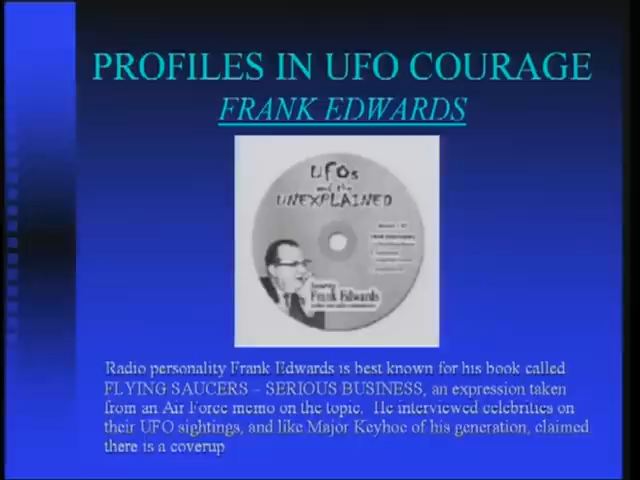 PROFILES IN UFO COURAGE
FRANK EDWARDS
UFOs
and the
UNEXPLAINED
Frank Edwards
Radio personality Frank Edwards is best known for his book called
FLYING SAUCERS – SERIOUS BUSINESS, an expression taken
from an Air Force memo on the topic. He interviewed celebrities on
their UFO sightings, and like Major Keyhoe of his generation, claimed
there is a coverup